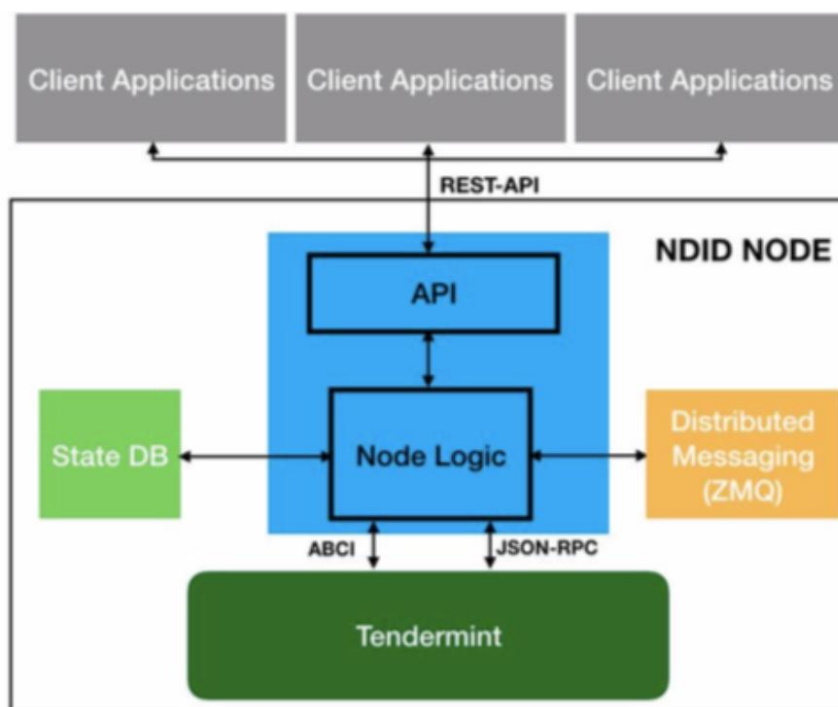 Client Applications
Client Applications
Client Applications
REST-API
NDID NODE
API
State DB
Node Logic
Distributed
Messaging
(ZMQ)
ABCI
JSON-RPC
Tendermint